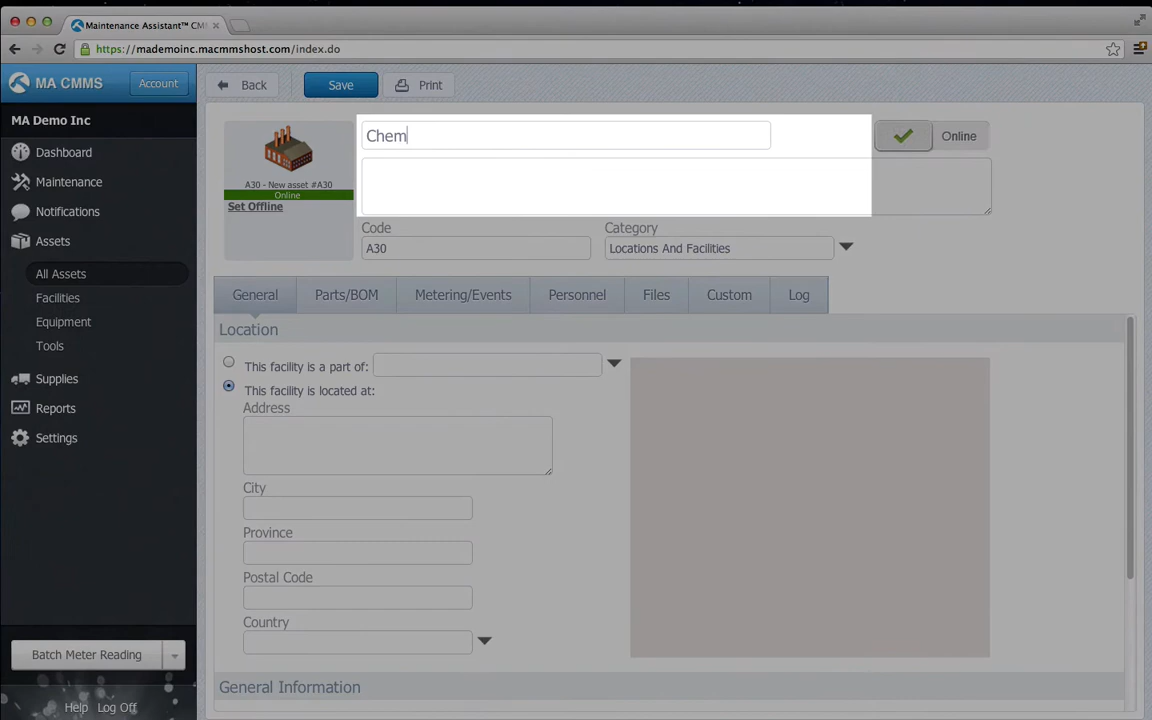 Maintenance Assistant™ CM
https://mademoinc.macmmshost.com/index.do
MA CMMS
Account
Back
Save
Print
MA Demo Inc
Dashboard
Maintenance
Notifications
Assets
All Assets
Facilities
Equipment
Tools
Supplies
Reports
Settings
Batch Meter Reading
Help Log Off
A30 - New asset #A30
Online
Set Offline
Chem
Online
Code
A30
Category
Locations And Facilities
General
Parts/BOM
Metering/Events
Personnel
Files
Custom
Log
Location
This facility is a part of:
This facility is located at:
Address
City
Province
Postal Code
Country
General Information